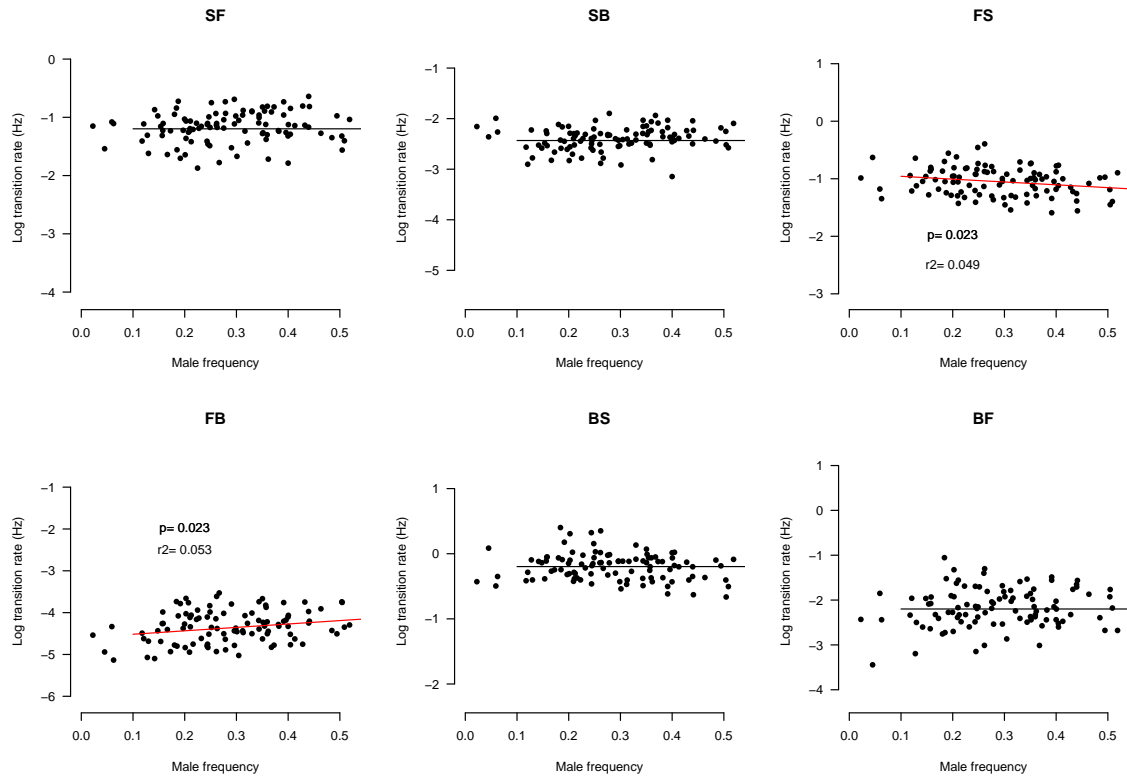 SF
Log transition rate (Hz)
0
−1
−2
−3
−4
0.0 0.1 0.2 0.3 0.4 0.5
Male frequency
SB
Log transition rate (Hz)
−1
−2
−3
−4
−5
0.0 0.1 0.2 0.3 0.4 0.5
Male frequency
FS
Log transition rate (Hz)
1
0
−1
−2
−3
p= 0.023
r2= 0.049
0.0 0.1 0.2 0.3 0.4 0.5
Male frequency
FB
Log transition rate (Hz)
−1
−2
−3
−4
−5
−6
p= 0.023
r2= 0.053
0.0 0.1 0.2 0.3 0.4 0.5
Male frequency
BS
Log transition rate (Hz)
1
0
−1
−2
0.0 0.1 0.2 0.3 0.4 0.5
Male frequency
BF
Log transition rate (Hz)
1
0
−1
−2
−3
−4
0.0 0.1 0.2 0.3 0.4 0.5
Male frequency